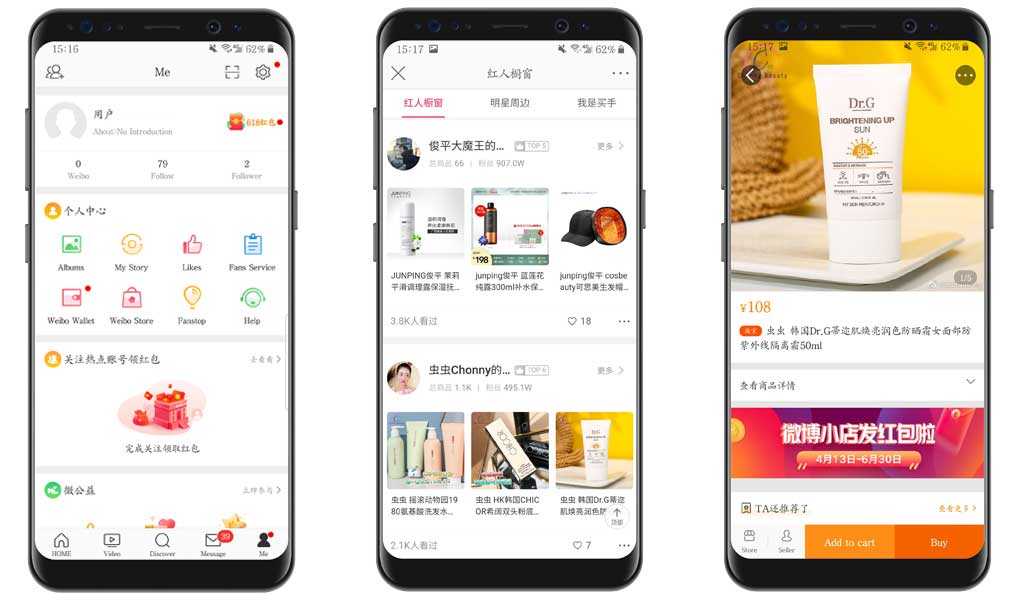 15:16
62%
Me
用户
About:No Introduction
618红包
0
79
2
Weibo
Follow
Follower
个人中心
Albums
My Story
Likes
Fans Service
Weibo Wallet
Weibo Store
Fanstop
Help
关注热点账号领红包
去看看
完成关注领取红包
微公益
立即参与
39
HOME
Video
Discover
Message
Me
15:17
62%
红人橱窗
红人橱窗
明星周边
我是买手
俊平大魔王的...
TOP 5
更多
总商品 66 | 粉丝 907.0W
JUNPING
198
JUNPING俊平 茉莉
平滑调理露保湿抚...
junping俊平 蓝莲花
纯露300ml补水保...
junping俊平 cosbe
auty可思美生发帽...
3.8K人看过
18
虫虫Chonny的...
TOP 6
更多
总商品 1.1K | 粉丝 495.1W
CHICOR
Dr.G
虫虫 摇滚动物园19
80氨基酸洗发水...
虫虫 HK韩国CHIC
OR希阔双头粉底...
虫虫 韩国Dr.G蒂迩
肌焕亮润色防...
顶部
2.1K人看过
7
15:17
62%
Dr.G
BRIGHTENING UP
SUN
50+
1/5
¥108
淘宝 虫虫 韩国Dr.G蒂迩肌焕亮润色防晒霜女面部防
紫外线隔离霜50ml
查看商品详情
微博小店发红包啦
4月13日-6月30日
TA还推荐了
查看更多
Store
Seller
Add to cart
Buy